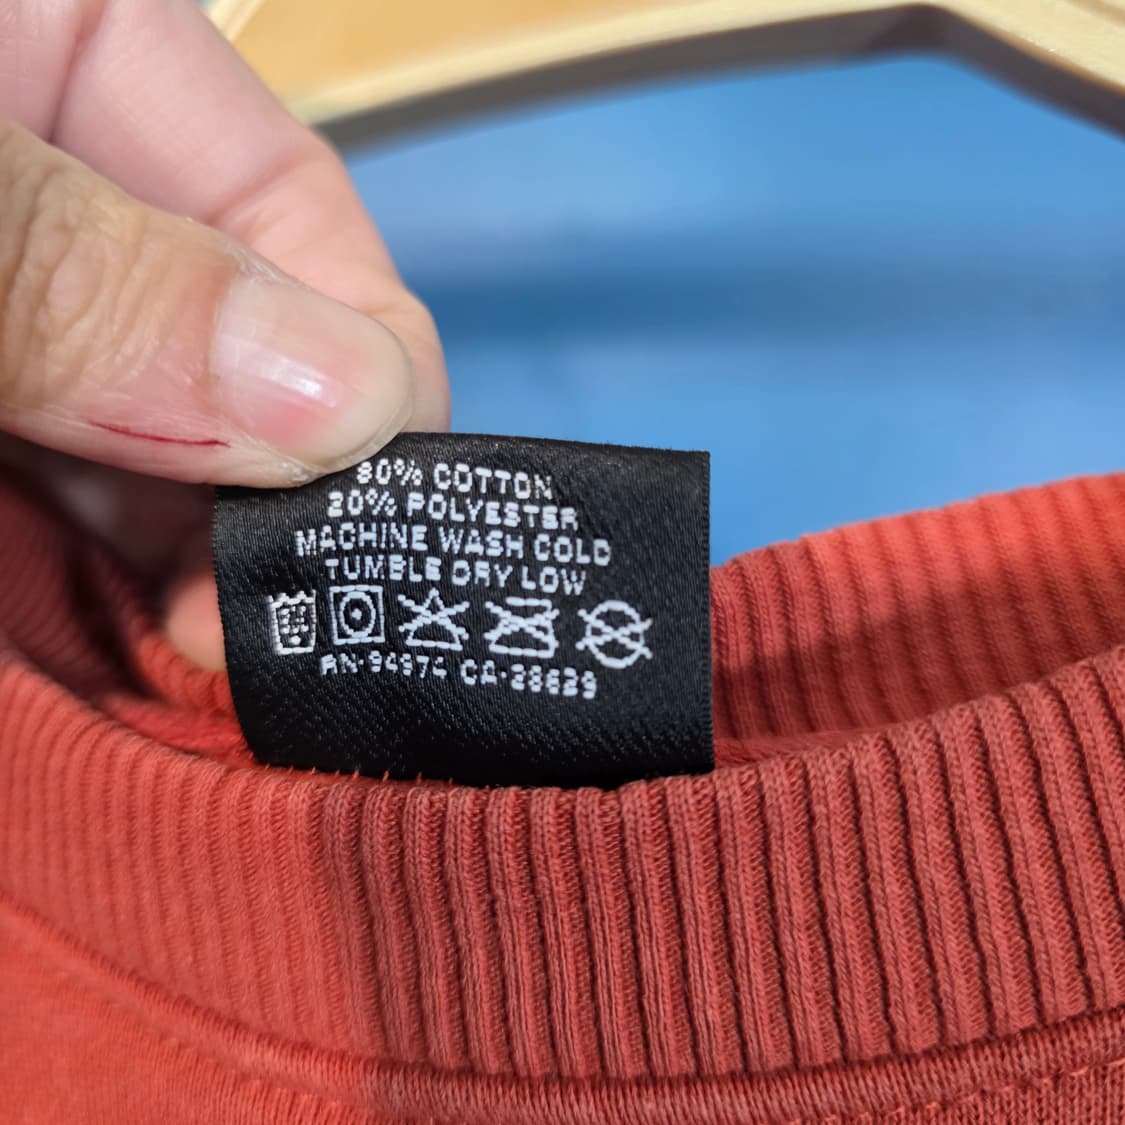 80% COTTON
20% POLYESTER
MACHINE WASH COLD
TUMBLE DRY LOW
RN-94974 CA-28629